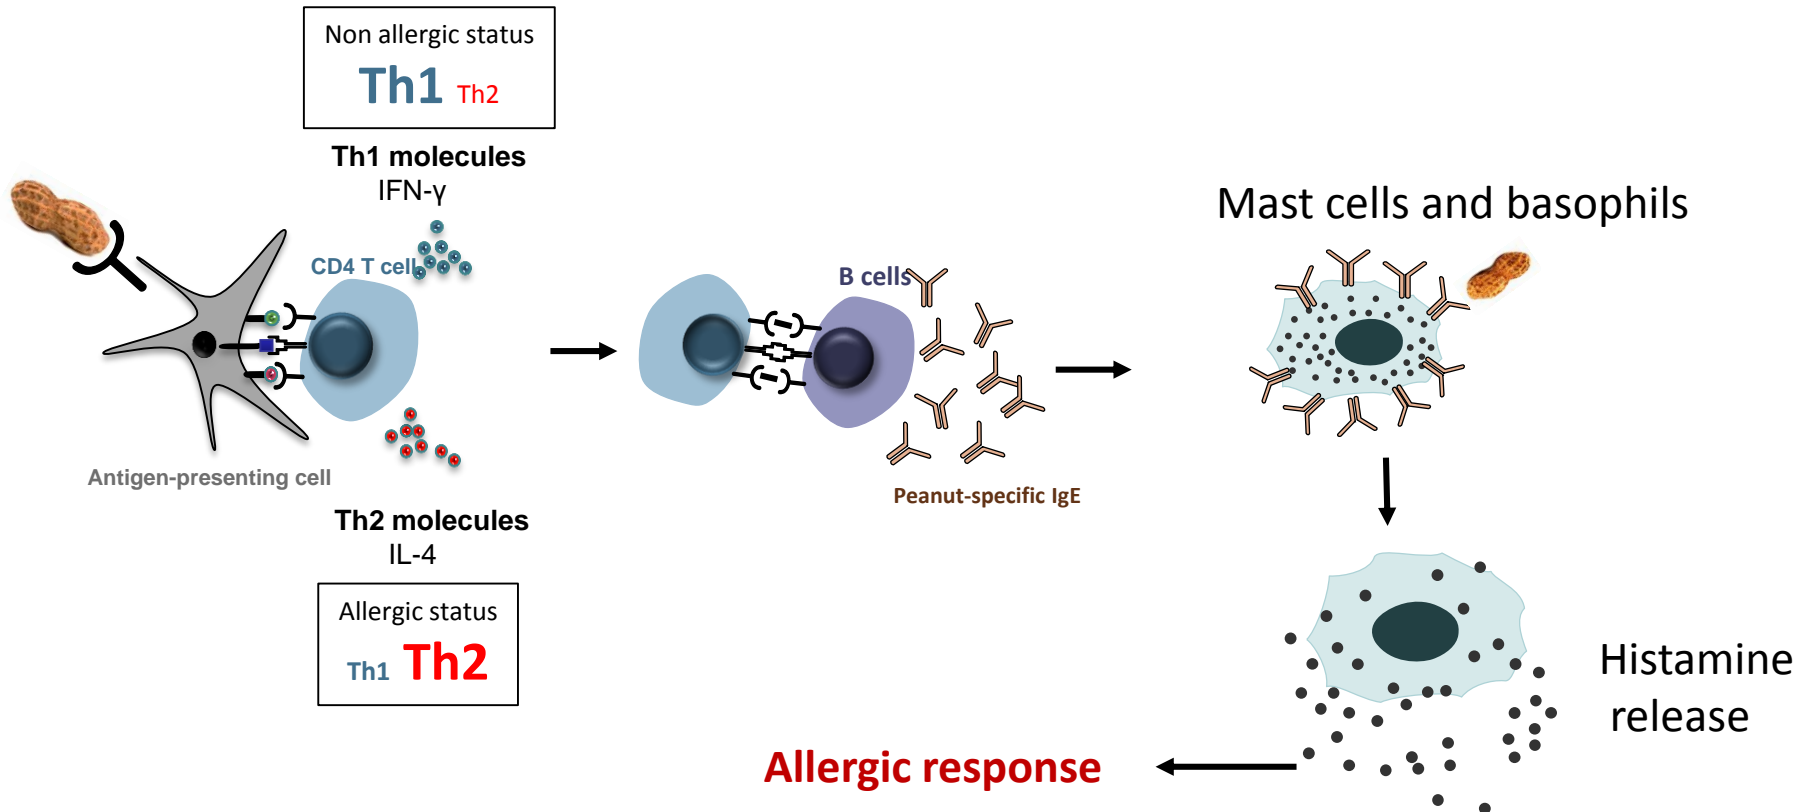 Non allergic status
Th1 Th2
Th1 molecules
IFN-γ
CD4 T cell
Antigen-presenting cell
Th2 molecules
IL-4
Allergic status
Th1 Th2
B cells
Peanut-specific IgE
Mast cells and basophils
Histamine
release
Allergic response